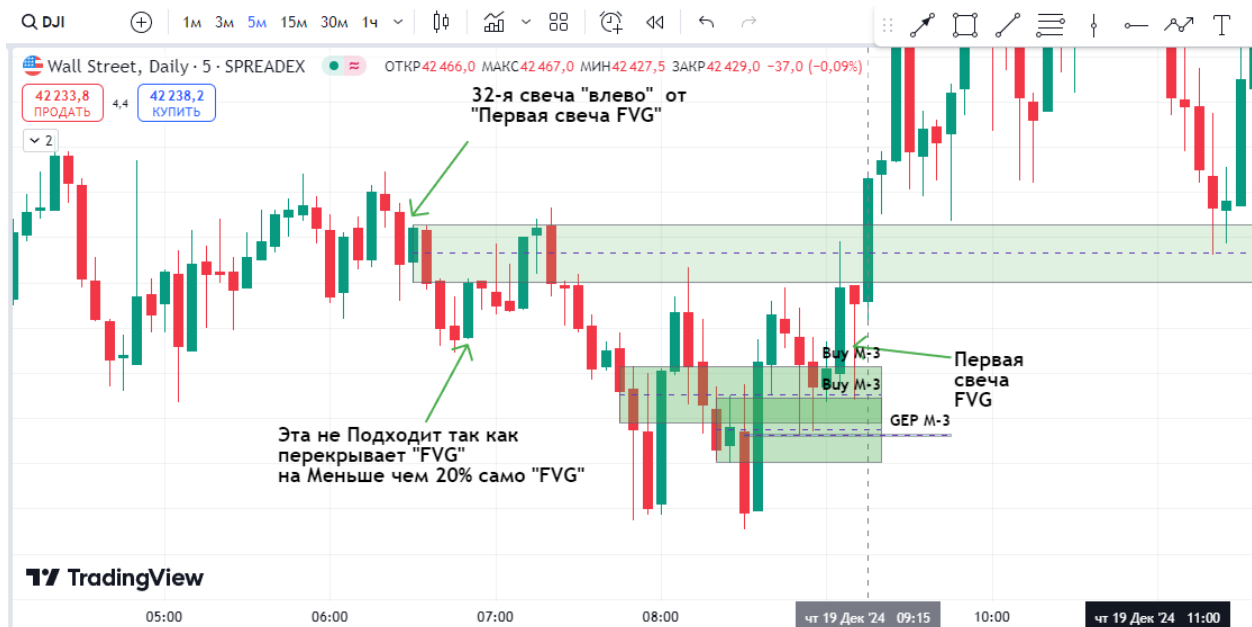 DJI
1м 3м 5м 15м 30м 1ч
Wall Street, Daily · 5 · SPREADEX ОТКР42 466,0 МАКС42 467,0 МИН42 427,5 ЗАКР42 429,0 −37,0 (−0,09%)
42 233,8 4,4 42 238,2
ПРОДАТЬ КУПИТЬ
2
32-я свеча "влево" от
"Первая свеча FVG"
Buy M-3
Первая
свеча
FVG
Buy M-3
GEP M-3
Эта не Подходит так как
перекрывает "FVG"
на Меньше чем 20% само "FVG"
TradingView
05:00 06:00 07:00 08:00 чт 19 Дек '24 09:15 10:00 чт 19 Дек '24 11:00